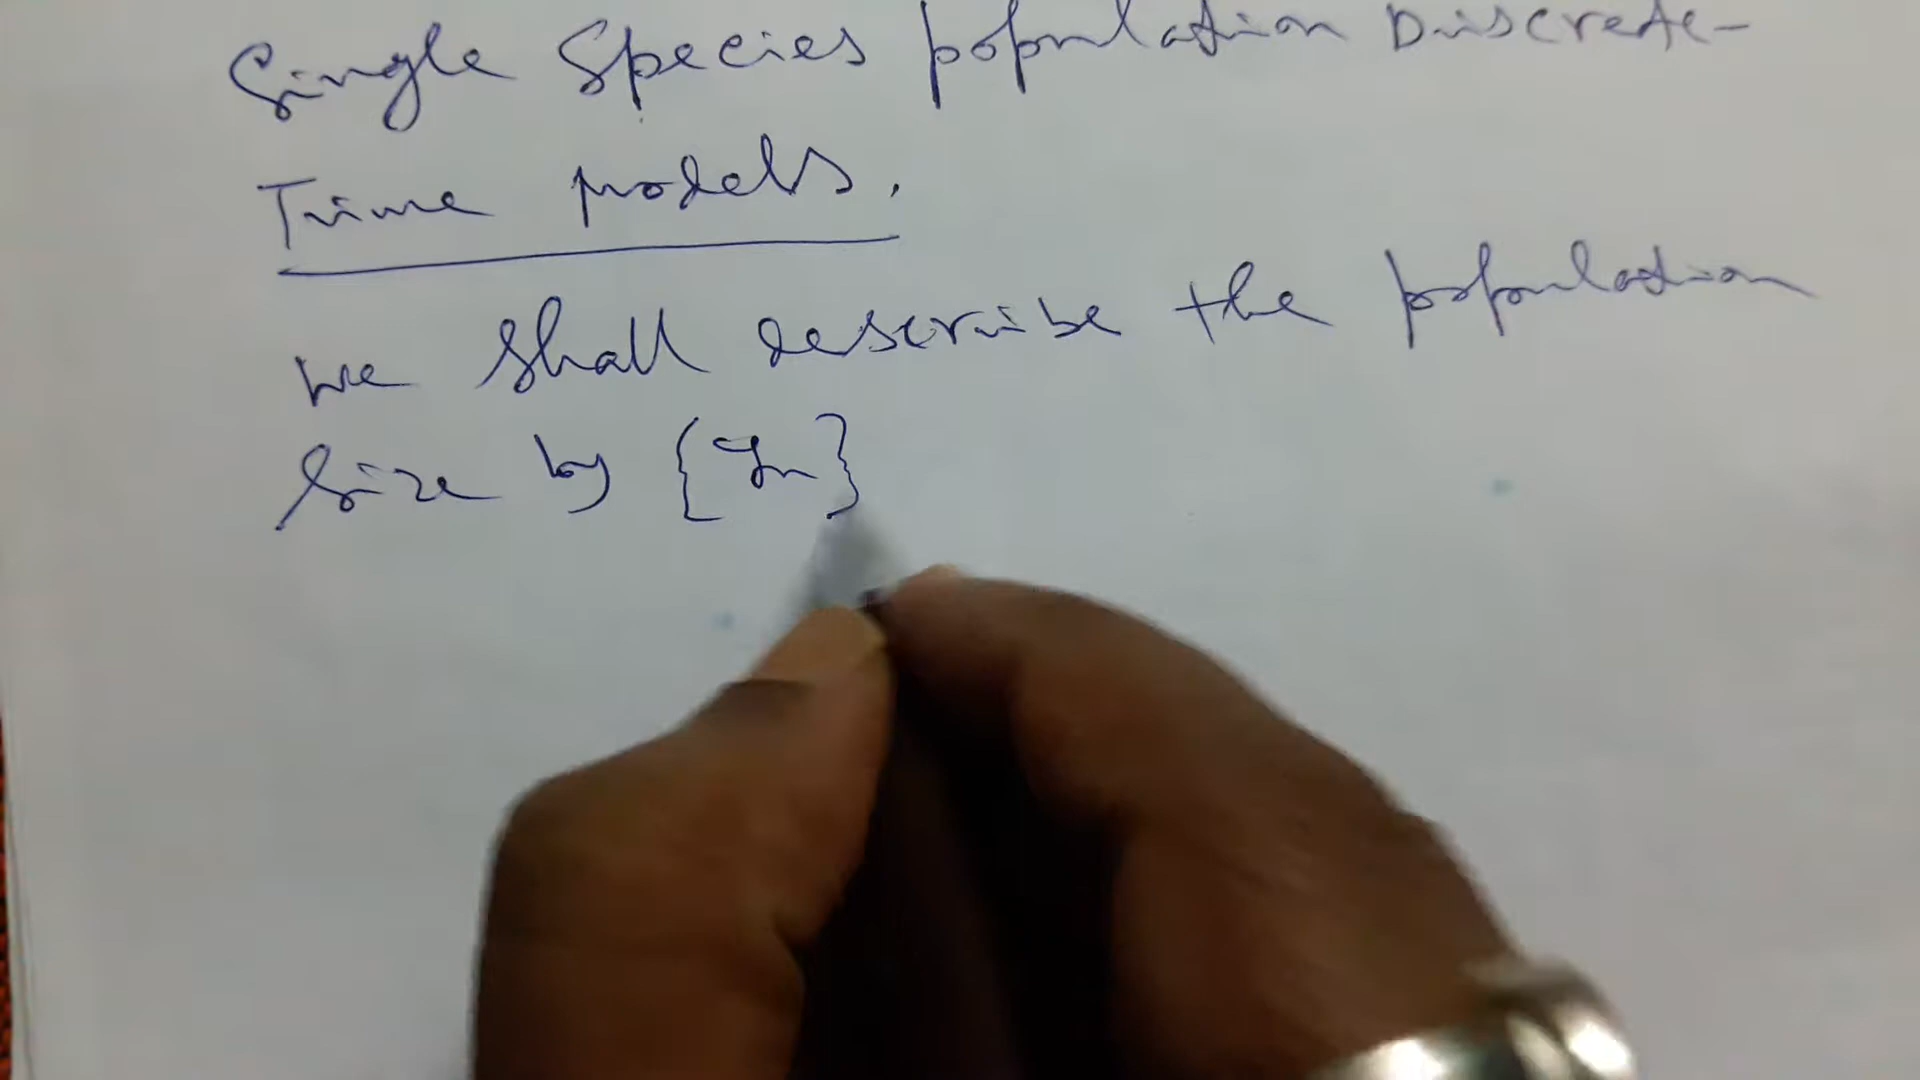 Single Species population Discrete-
Time models.
We shall describe the population
size by {yn}